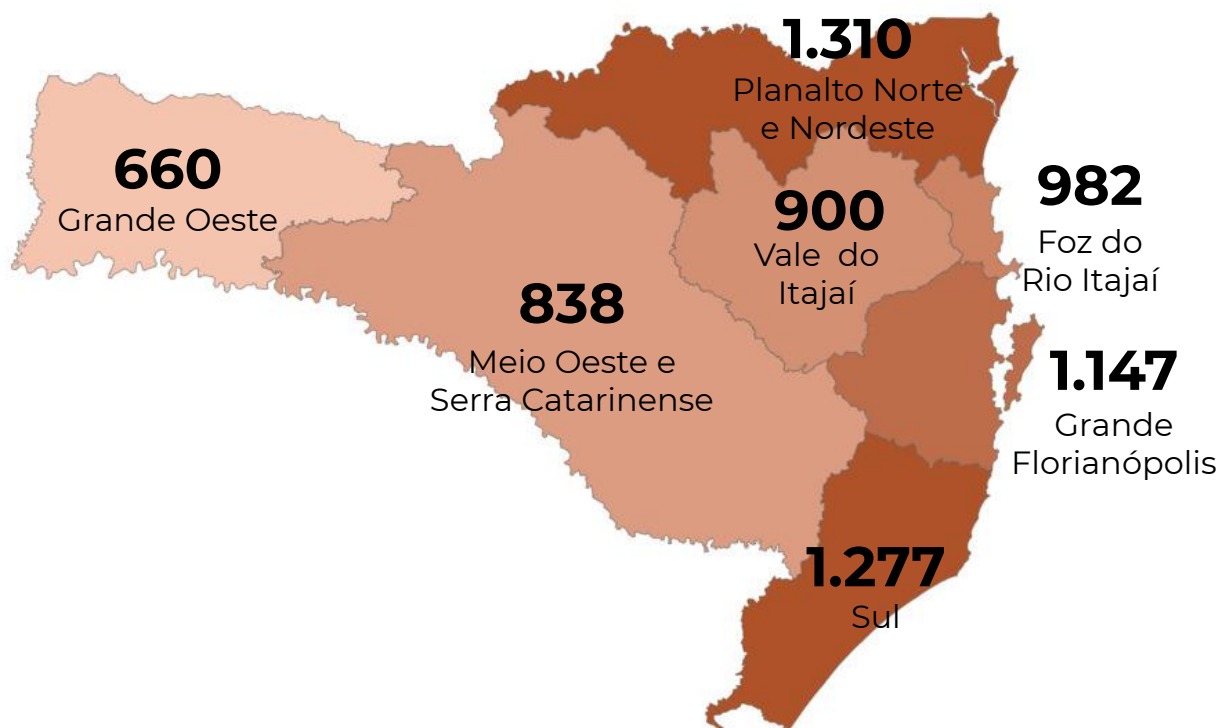 1.310
Planalto Norte
e Nordeste
660
Grande Oeste
900
Vale do
Itajaí
982
Foz do
Rio Itajaí
838
Meio Oeste e
Serra Catarinense
1.147
Grande
Florianópolis
1.277
Sul